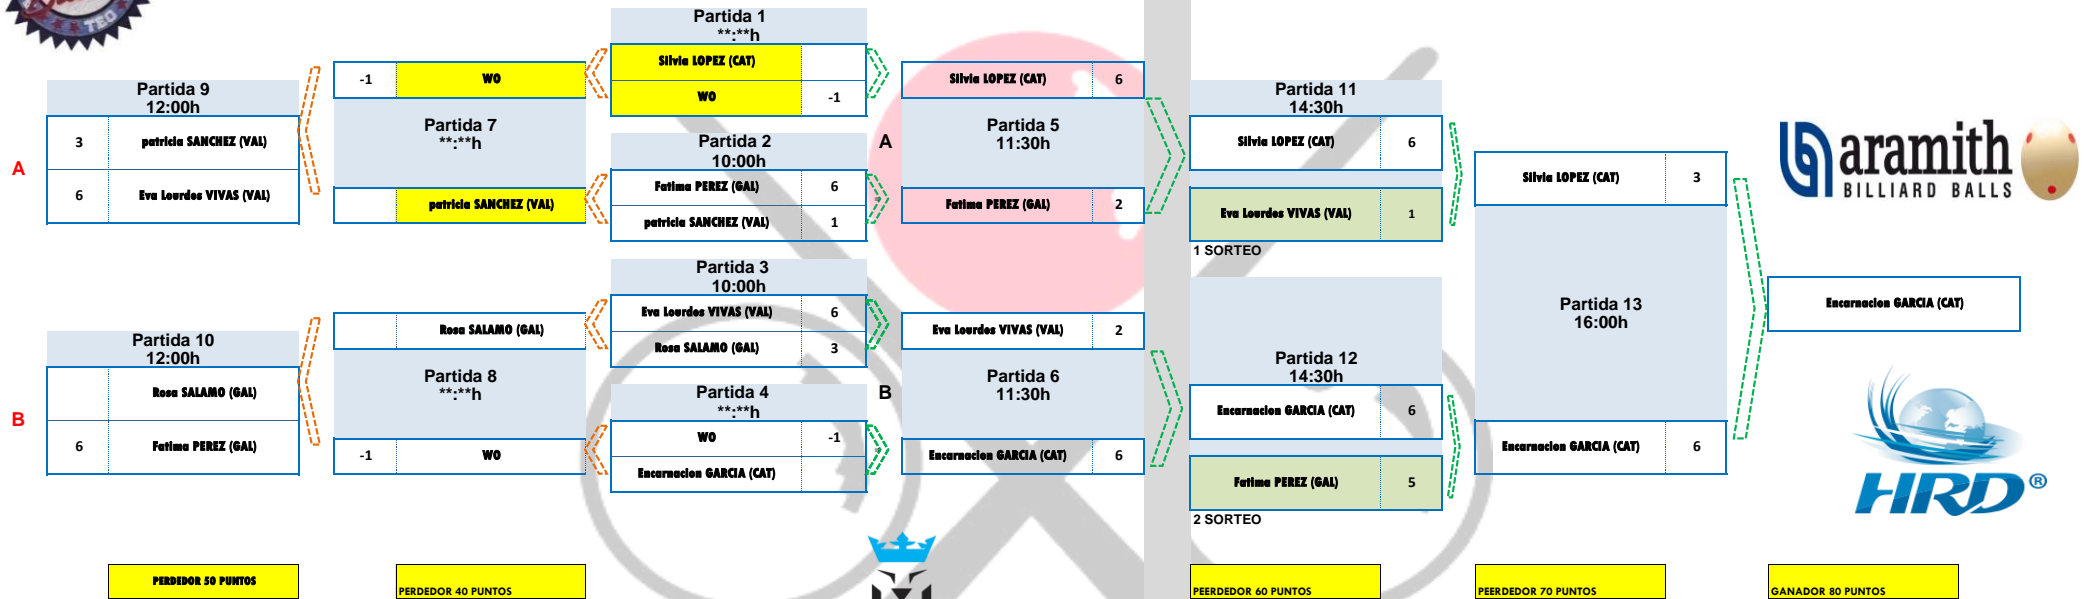 TEO
Partida 1
**:**h
Silvia LOPEZ (CAT)
WO -1
Partida 9
12:00h
3 patricia SANCHEZ (VAL)
A
6 Eva Lourdes VIVAS (VAL)
-1 WO
Partida 7
**:**h
patricia SANCHEZ (VAL)
Partida 2
10:00h
Fatima PEREZ (GAL) 6
patricia SANCHEZ (VAL) 1
A
Silvia LOPEZ (CAT) 6
Partida 5
11:30h
Fatima PEREZ (GAL) 2
Partida 11
14:30h
Silvia LOPEZ (CAT) 6
Eva Lourdes VIVAS (VAL) 1
1 SORTEO
Silvia LOPEZ (CAT) 3
aramith
BILLIARD BALLS
Partida 3
10:00h
Eva Lourdes VIVAS (VAL) 6
Rosa SALAMO (GAL) 3
Partida 10
12:00h
Rosa SALAMO (GAL)
B
6 Fatima PEREZ (GAL)
Rosa SALAMO (GAL)
Partida 8
**:**h
-1 WO
Partida 4
**:**h
WO -1
Encarnacion GARCIA (CAT)
B
Eva Lourdes VIVAS (VAL) 2
Partida 6
11:30h
Encarnacion GARCIA (CAT) 6
Partida 12
14:30h
Encarnacion GARCIA (CAT) 6
Fatima PEREZ (GAL) 5
2 SORTEO
Partida 13
16:00h
Encarnacion GARCIA (CAT) 6
Encarnacion GARCIA (CAT)
HRD®
PERDEDOR 50 PUNTOS
PERDEDOR 40 PUNTOS
PEERDEDOR 60 PUNTOS
PEERDEDOR 70 PUNTOS
GANADOR 80 PUNTOS